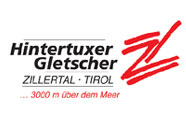 Hintertuxer
Gletscher
ZILLERTAL · TIROL
... 3000 m über dem Meer